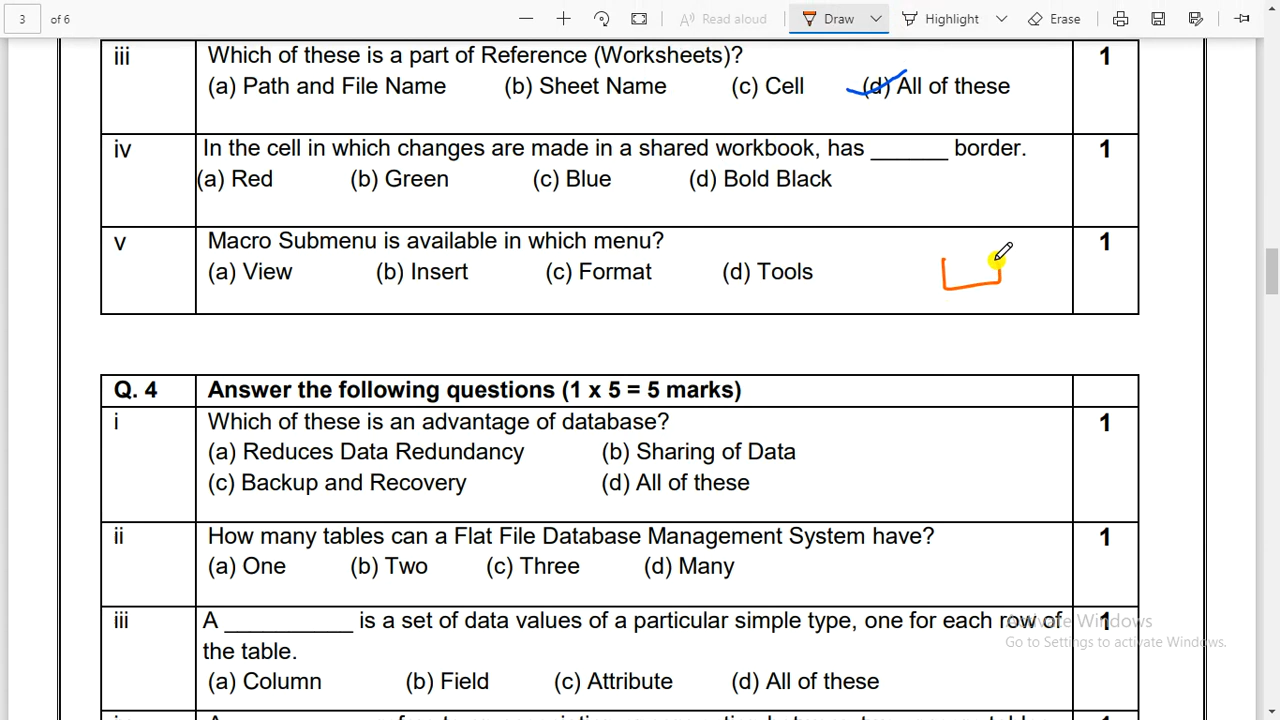 3 of 6 Read aloud Draw Highlight Erase
iii Which of these is a part of Reference (Worksheets)? 1
(a) Path and File Name (b) Sheet Name (c) Cell (d) All of these
iv In the cell in which changes are made in a shared workbook, has ______ border. 1
(a) Red (b) Green (c) Blue (d) Bold Black
v Macro Submenu is available in which menu? 1
(a) View (b) Insert (c) Format (d) Tools
Q. 4 Answer the following questions (1 x 5 = 5 marks)
i Which of these is an advantage of database? 1
(a) Reduces Data Redundancy (b) Sharing of Data
(c) Backup and Recovery (d) All of these
ii How many tables can a Flat File Database Management System have? 1
(a) One (b) Two (c) Three (d) Many
iii A __________ is a set of data values of a particular simple type, one for each row of 1
the table.
(a) Column (b) Field (c) Attribute (d) All of these
Activate Windows
Go to Settings to activate Windows.